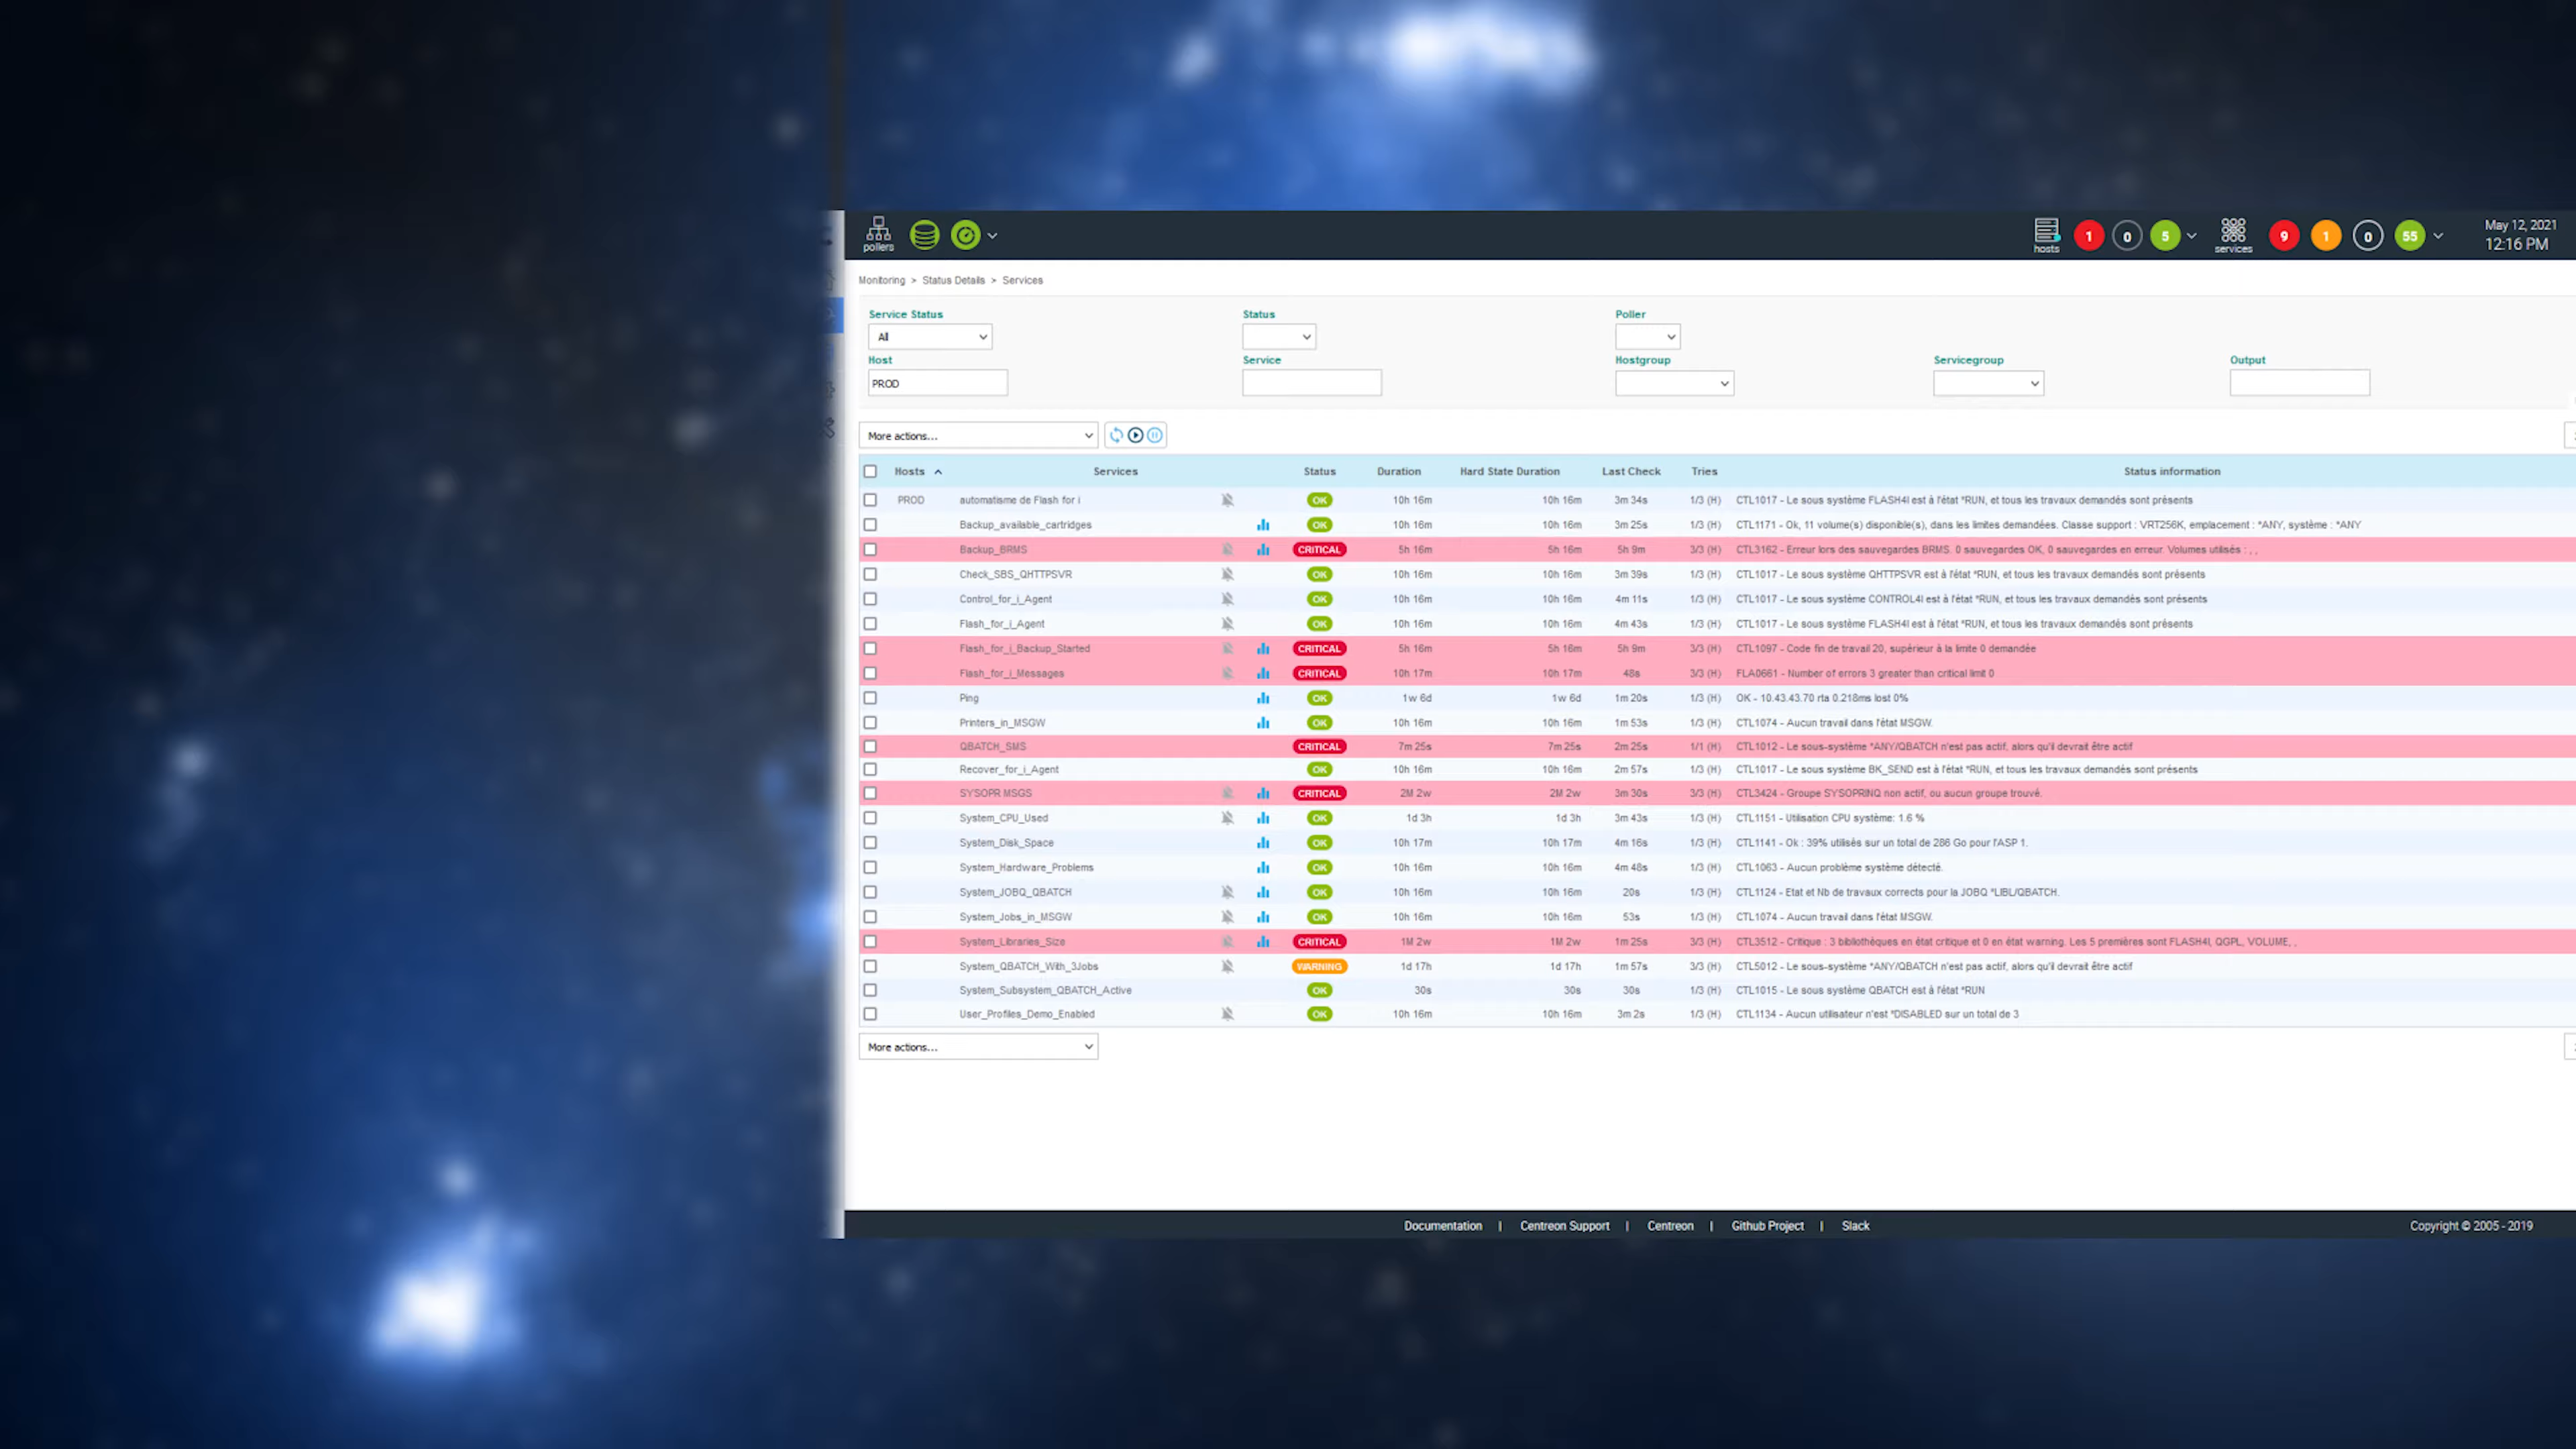 pollers
hosts 1 0 5 services 9 1 0 55 May 12, 2021
12:16 PM
Monitoring > Status Details > Services
Service Status Status Poller
All
Host Service Hostgroup Servicegroup Output
PROD
More actions...
Hosts Services Status Duration Hard State Duration Last Check Tries Status information
PROD automatisme de Flash for i OK 10h 16m 10h 16m 3m 34s 1/3 (H) CTL1017 - Le sous système FLASH4I est à l'état *RUN, et tous les travaux demandés sont présents
Backup_available_cartridges OK 10h 16m 10h 16m 3m 25s 1/3 (H) CTL1171 - Ok, 11 volume(s) disponible(s), dans les limites demandées. Classe support : VRT256K, emplacement : *ANY, système : *ANY
Backup_BRMS CRITICAL 5h 16m 5h 16m 5h 9m 3/3 (H) CTL3162 - Erreur lors des sauvegardes BRMS. 0 sauvegardes OK, 0 sauvegardes en erreur. Volumes utilisés : , ,
Check_SBS_QHTTPSVR OK 10h 16m 10h 16m 3m 39s 1/3 (H) CTL1017 - Le sous système QHTTPSVR est à l'état *RUN, et tous les travaux demandés sont présents
Control_for_i_Agent OK 10h 16m 10h 16m 4m 11s 1/3 (H) CTL1017 - Le sous système CONTROL4I est à l'état *RUN, et tous les travaux demandés sont présents
Flash_for_i_Agent OK 10h 16m 10h 16m 4m 43s 1/3 (H) CTL1017 - Le sous système FLASH4I est à l'état *RUN, et tous les travaux demandés sont présents
Flash_for_i_Backup_Started CRITICAL 5h 16m 5h 16m 5h 9m 3/3 (H) CTL1097 - Code fin de travail 20, supérieur à la limite 0 demandée
Flash_for_i_Messages CRITICAL 10h 17m 10h 17m 48s 3/3 (H) FLA0661 - Number of errors 3 greater than critical limit 0
Ping OK 1w 6d 1w 6d 1m 20s 1/3 (H) OK - 10.43.43.70 rta 0.218ms lost 0%
Printers_in_MSGW OK 10h 16m 10h 16m 1m 53s 1/3 (H) CTL1074 - Aucun travail dans l'état MSGW.
QBATCH_SMS CRITICAL 7m 25s 7m 25s 2m 25s 1/1 (H) CTL1012 - Le sous-système *ANY/QBATCH n'est pas actif, alors qu'il devrait être actif
Recover_for_i_Agent OK 10h 16m 10h 16m 2m 57s 1/3 (H) CTL1017 - Le sous système BK_SEND est à l'état *RUN, et tous les travaux demandés sont présents
SYSOPR MSGS CRITICAL 2M 2w 2M 2w 3m 30s 3/3 (H) CTL3424 - Groupe SYSOPRINQ non actif, ou aucun groupe trouvé.
System_CPU_Used OK 1d 3h 1d 3h 3m 43s 1/3 (H) CTL1151 - Utilisation CPU système: 1.6 %
System_Disk_Space OK 10h 17m 10h 17m 4m 16s 1/3 (H) CTL1141 - Ok : 39% utilisés sur un total de 286 Go pour l'ASP 1.
System_Hardware_Problems OK 10h 16m 10h 16m 4m 48s 1/3 (H) CTL1063 - Aucun problème système détecté.
System_JOBQ_QBATCH OK 10h 16m 10h 16m 20s 1/3 (H) CTL1124 - Etat et Nb de travaux corrects pour la JOBQ *LIBL/QBATCH.
System_Jobs_in_MSGW OK 10h 16m 10h 16m 53s 1/3 (H) CTL1074 - Aucun travail dans l'état MSGW.
System_Libraries_Size CRITICAL 1M 2w 1M 2w 1m 25s 3/3 (H) CTL3512 - Critique : 3 bibliothèques en état critique et 0 en état warning. Les 5 premières sont FLASH4I, QGPL, VOLUME, ,
System_QBATCH_With_3Jobs WARNING 1d 17h 1d 17h 1m 57s 3/3 (H) CTL5012 - Le sous-système *ANY/QBATCH n'est pas actif, alors qu'il devrait être actif
System_Subsystem_QBATCH_Active OK 30s 30s 30s 1/3 (H) CTL1015 - Le sous système QBATCH est à l'état *RUN
User_Profiles_Demo_Enabled OK 10h 16m 10h 16m 3m 2s 1/3 (H) CTL1134 - Aucun utilisateur n'est *DISABLED sur un total de 3
More actions...
Documentation | Centreon Support | Centreon | Github Project | Slack Copyright © 2005 - 2019